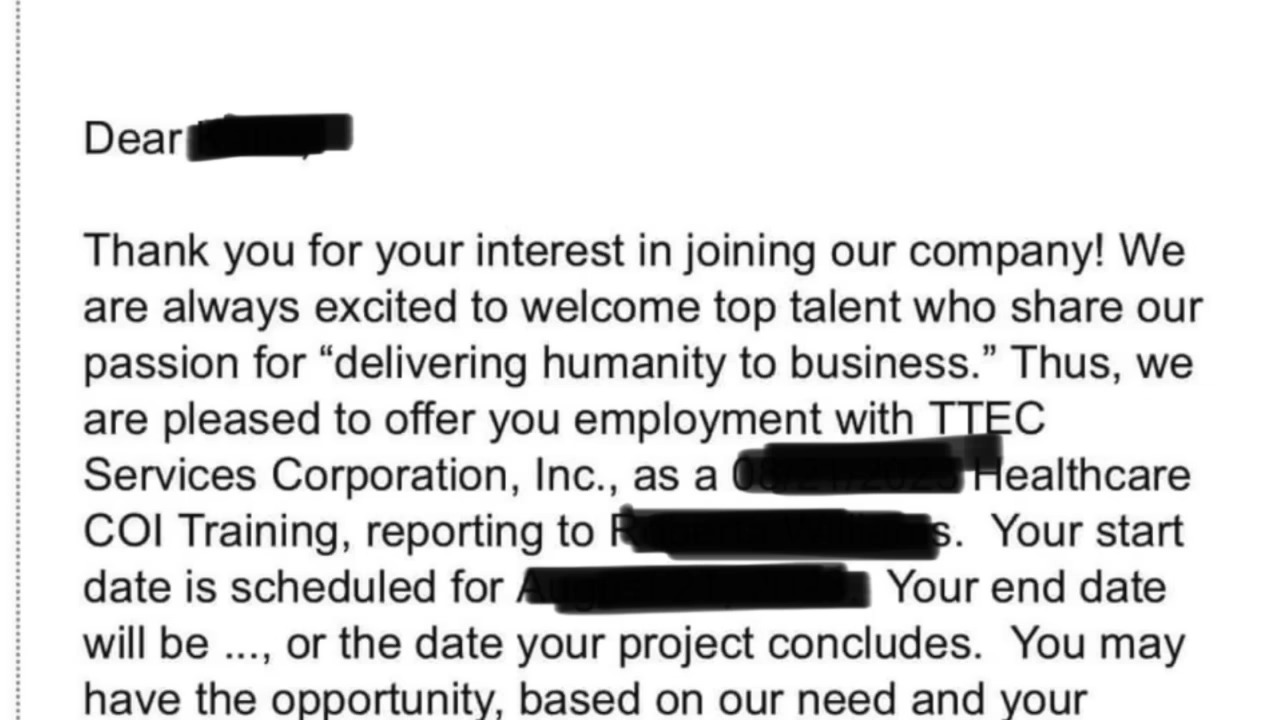 Dear
Thank you for your interest in joining our company! We
are always excited to welcome top talent who share our
passion for “delivering humanity to business.” Thus, we
are pleased to offer you employment with TTEC
Services Corporation, Inc., as a Healthcare
COI Training, reporting to . Your start
date is scheduled for Your end date
will be ..., or the date your project concludes. You may
have the opportunity, based on our need and your